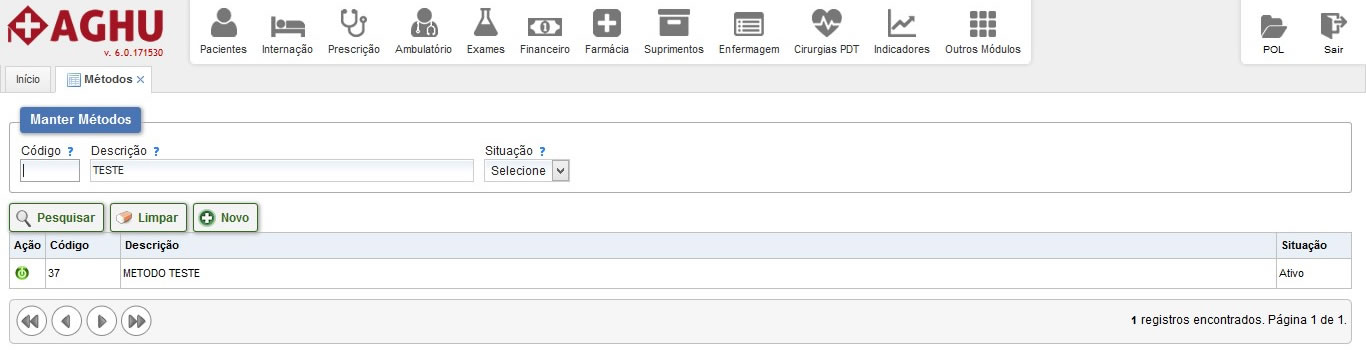 AGHU
v. 6.0.171530
Pacientes Internação Prescrição Ambulatório Exames Financeiro Farmácia Suprimentos Enfermagem Cirurgias PDT Indicadores Outros Módulos POL Sair
Início Métodos
Manter Métodos
Código ? Descrição ? Situação ?
TESTE Selecione
Pesquisar Limpar Novo
Ação Código Descrição Situação
37 METODO TESTE Ativo
1 registros encontrados. Página 1 de 1.